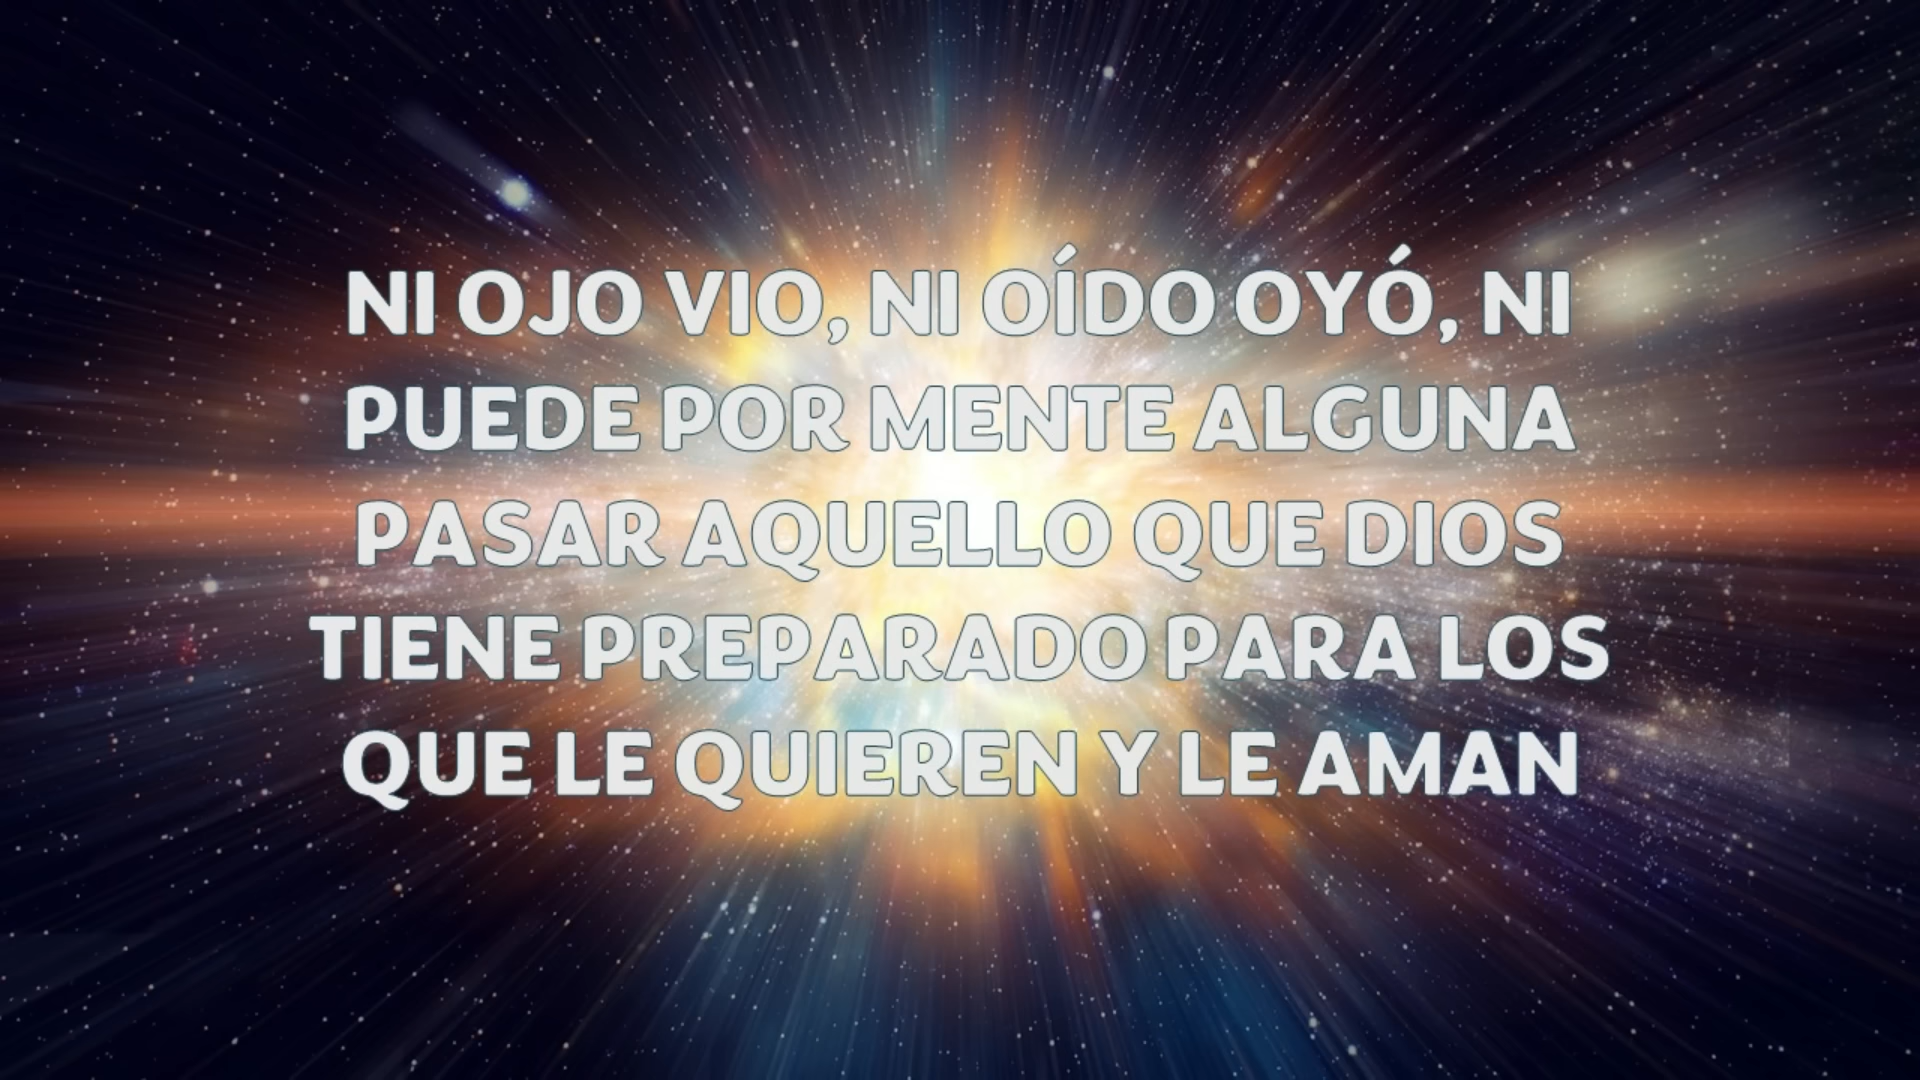 NI OJO VIO, NI OÍDO OYÓ, NI
PUEDE POR MENTE ALGUNA
PASAR AQUELLO QUE DIOS
TIENE PREPARADO PARA LOS
QUE LE QUIEREN Y LE AMAN